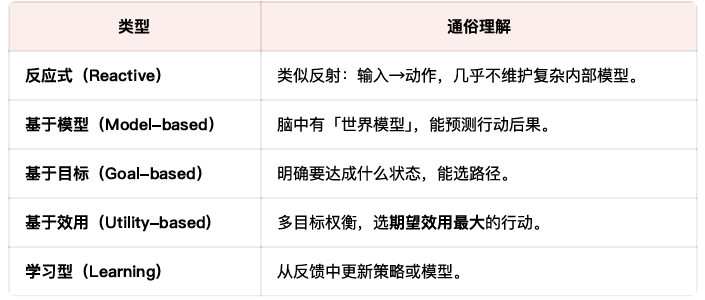 类型 通俗理解
反应式（Reactive） 类似反射：输入→动作，几乎不维护复杂内部模型。
基于模型（Model-based） 脑中有「世界模型」，能预测行动后果。
基于目标（Goal-based） 明确要达成什么状态，能选路径。
基于效用（Utility-based） 多目标权衡，选期望效用最大的行动。
学习型（Learning） 从反馈中更新策略或模型。